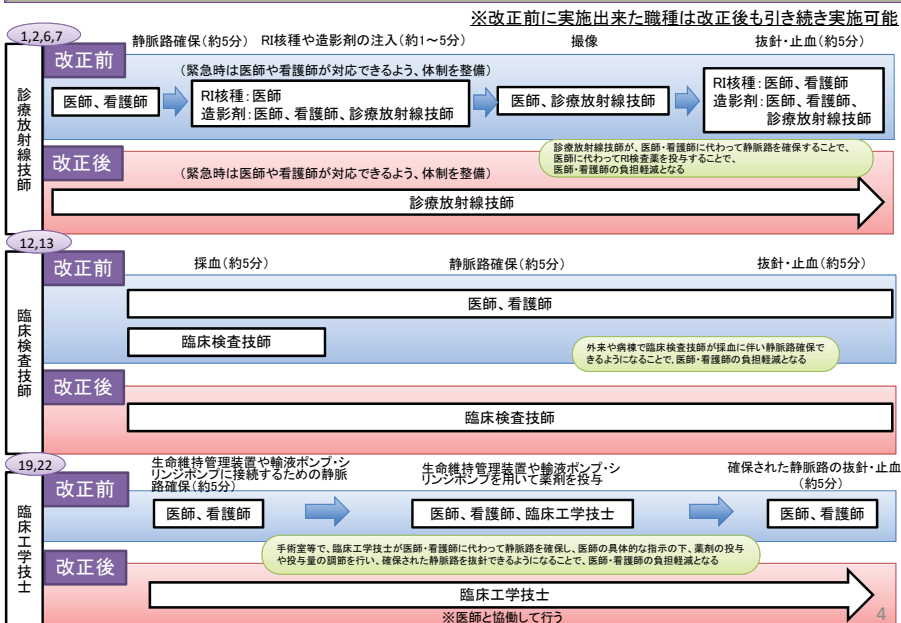 ※改正前に実施出来た職種は改正後も引き続き実施可能
1,2,6,7
診療放射線技師
改正前
静脈路確保(約5分)
RI核種や造影剤の注入(約1~5分)
撮像
抜針・止血(約5分)
(緊急時は医師や看護師が対応できるよう、体制を整備)
医師、看護師
RI核種:医師
造影剤:医師、看護師、診療放射線技師
医師、診療放射線技師
RI核種:医師、看護師
造影剤:医師、看護師、
診療放射線技師
改正後
(緊急時は医師や看護師が対応できるよう、体制を整備)
診療放射線技師が、医師・看護師に代わって静脈路を確保することで、
医師に代わってRI検査薬を投与することで、
医師・看護師の負担軽減となる
診療放射線技師
12,13
臨床検査技師
改正前
採血(約5分)
静脈路確保(約5分)
抜針・止血(約5分)
医師、看護師
臨床検査技師
外来や病棟で臨床検査技師が採血に伴い静脈路確保で
きるようになることで、医師・看護師の負担軽減となる
改正後
臨床検査技師
19,22
臨床工学技士
改正前
生命維持管理装置や輸液ポンプ・シ
リンジポンプに接続するための静脈
路確保(約5分)
生命維持管理装置や輸液ポンプ・シ
リンジポンプを用いて薬剤を投与
確保された静脈路の抜針・止血
(約5分)
医師、看護師
医師、看護師、臨床工学技士
医師、看護師
手術室等で、臨床工学技士が医師・看護師に代わって静脈路を確保し、医師の具体的な指示の下、薬剤の投与
や投与量の調節を行い、確保された静脈路を抜針できるようになることで、医師・看護師の負担軽減となる
改正後
臨床工学技士
※医師と協働して行う
4